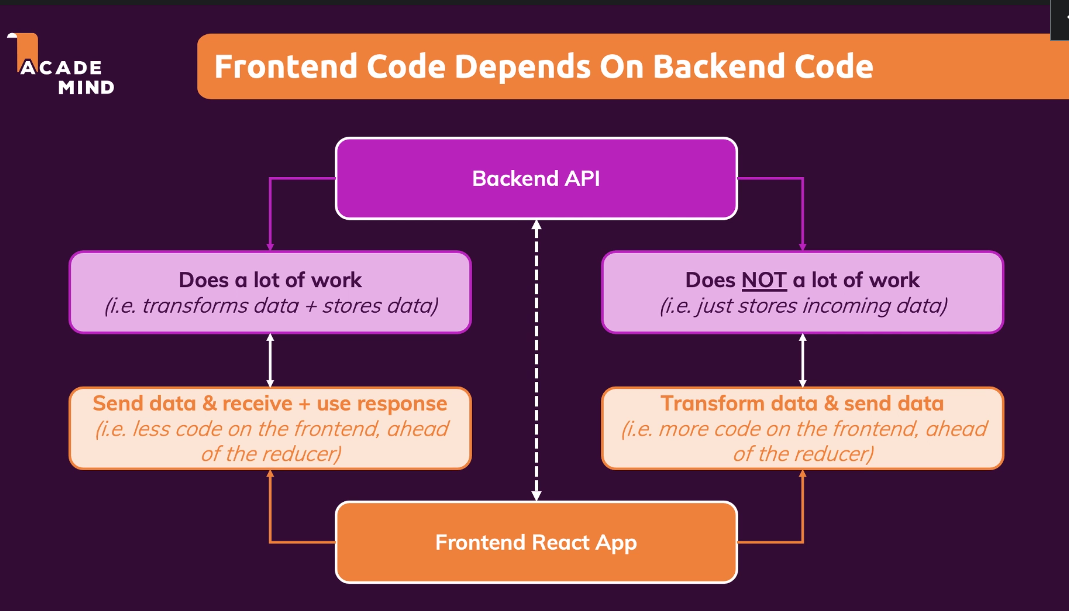 ACADE
MIND
Frontend Code Depends On Backend Code
Backend API
Does a lot of work
(i.e. transforms data + stores data)
Does NOT a lot of work
(i.e. just stores incoming data)
Send data & receive + use response
(i.e. less code on the frontend, ahead
of the reducer)
Transform data & send data
(i.e. more code on the frontend, ahead
of the reducer)
Frontend React App